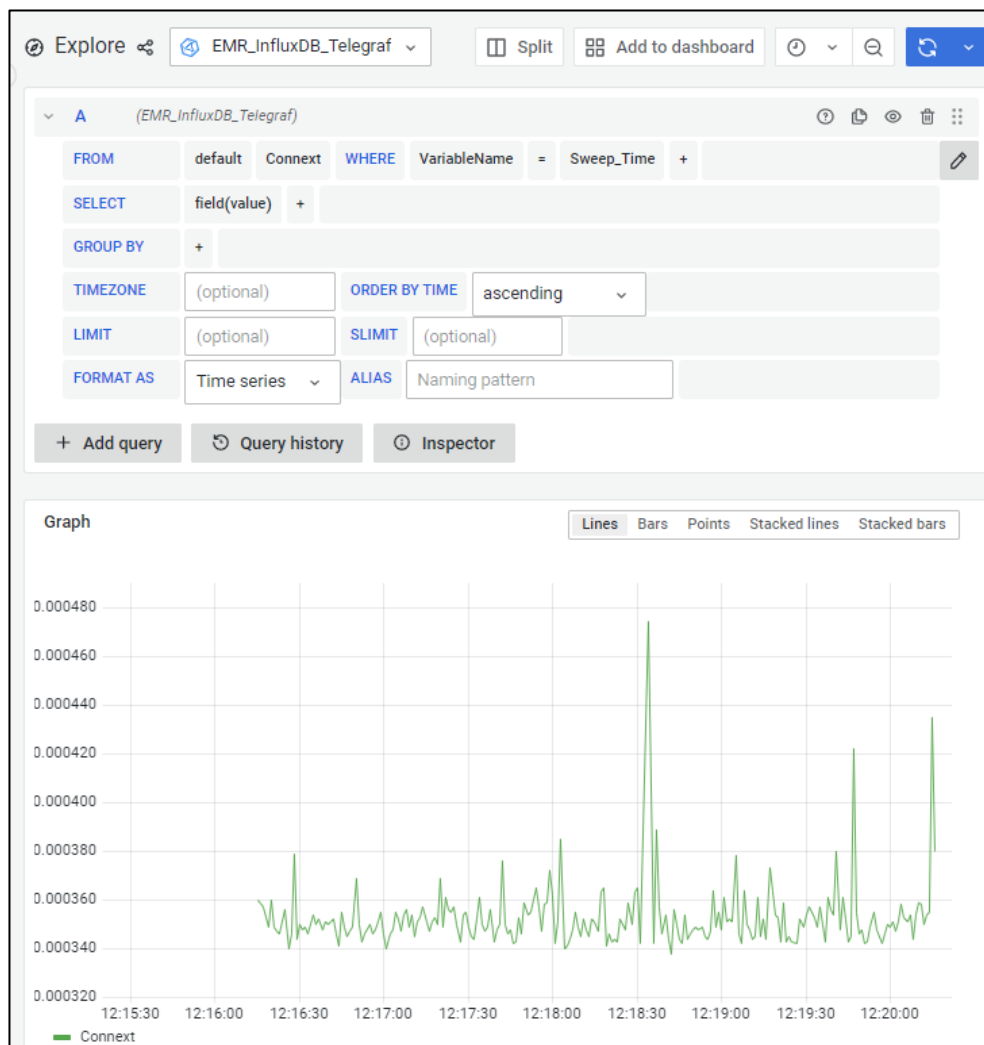 Explore EMR_InfluxDB_Telegraf Split Add to dashboard
A (EMR_InfluxDB_Telegraf)
FROM default Connext WHERE VariableName = Sweep_Time +
SELECT field(value) +
GROUP BY +
TIMEZONE (optional) ORDER BY TIME ascending
LIMIT (optional) SLIMIT (optional)
FORMAT AS Time series ALIAS Naming pattern
+ Add query Query history Inspector
Graph Lines Bars Points Stacked lines Stacked bars
0.000480
0.000460
0.000440
0.000420
0.000400
0.000380
0.000360
0.000340
0.000320
12:15:30 12:16:00 12:16:30 12:17:00 12:17:30 12:18:00 12:18:30 12:19:00 12:19:30 12:20:00
Connext